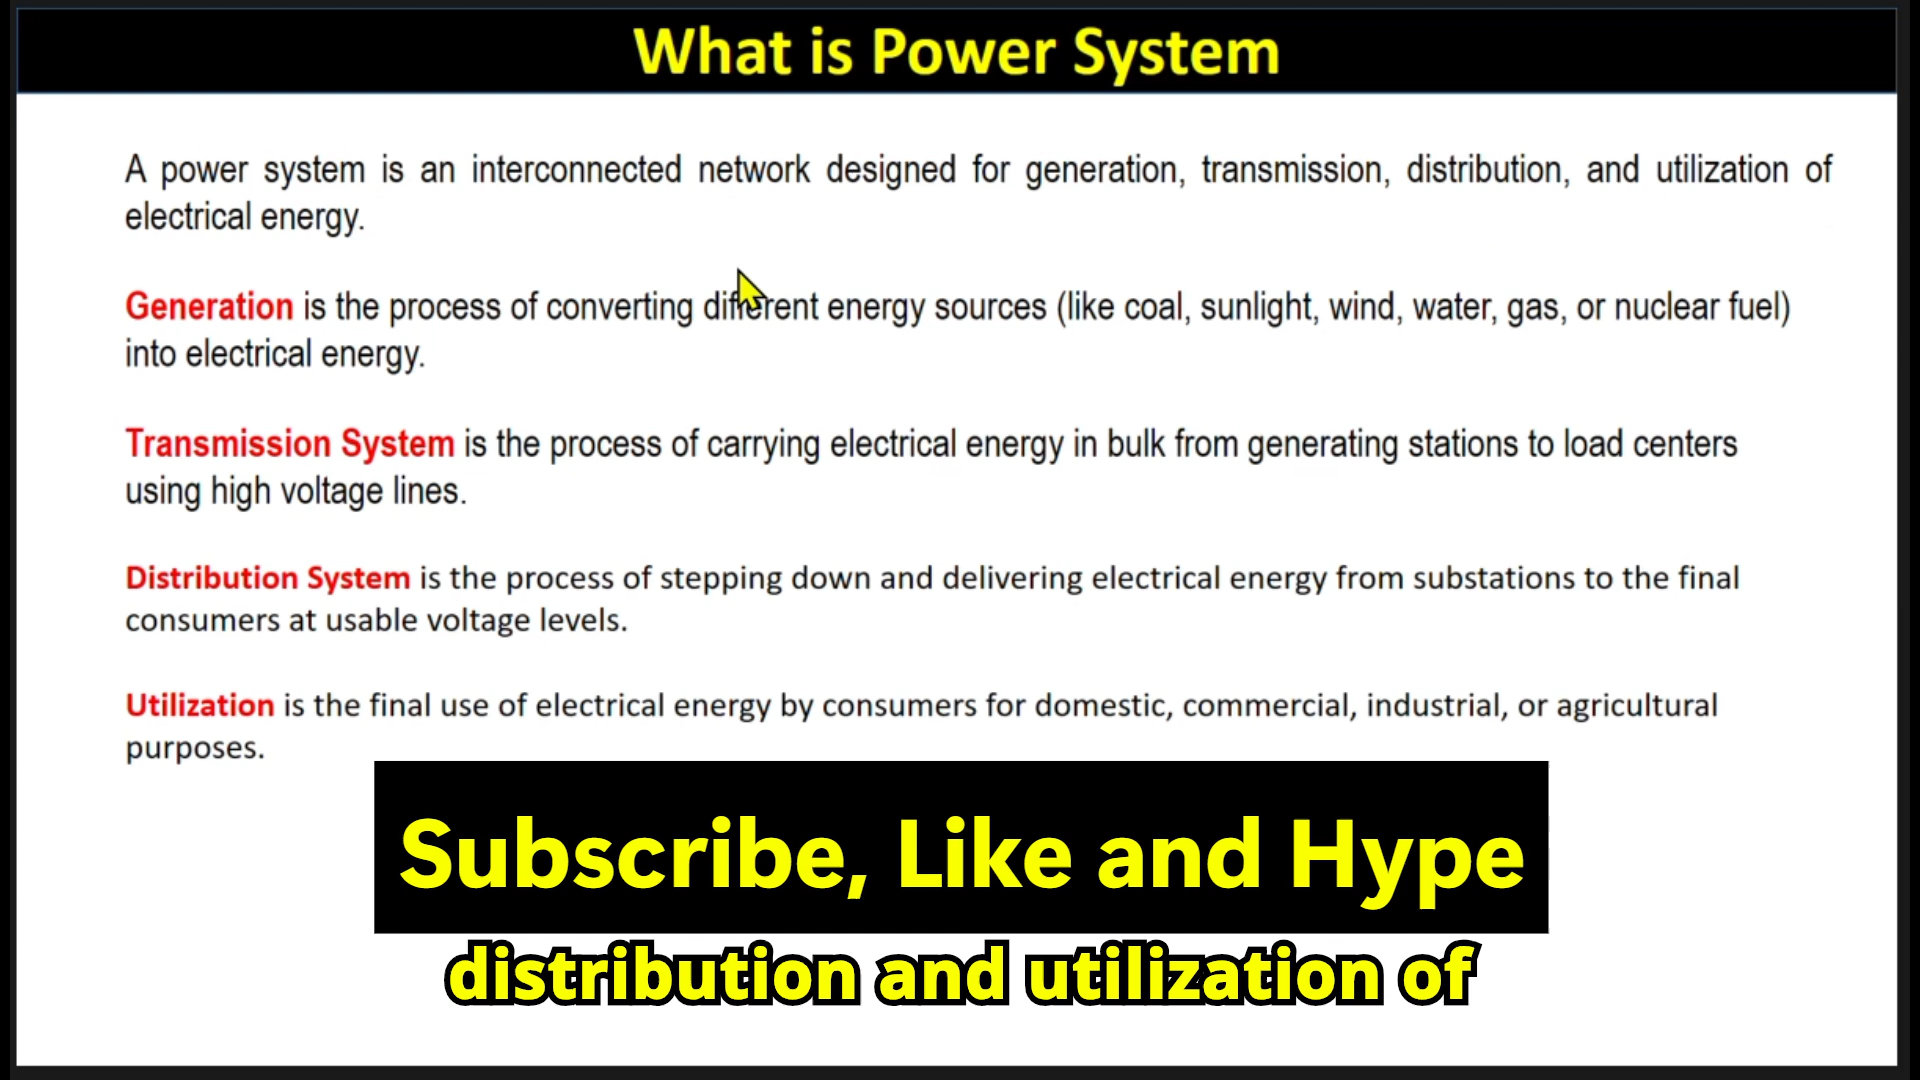 What is Power System
A power system is an interconnected network designed for generation, transmission, distribution, and utilization of
electrical energy.
Generation is the process of converting different energy sources (like coal, sunlight, wind, water, gas, or nuclear fuel)
into electrical energy.
Transmission System is the process of carrying electrical energy in bulk from generating stations to load centers
using high voltage lines.
Distribution System is the process of stepping down and delivering electrical energy from substations to the final
consumers at usable voltage levels.
Utilization is the final use of electrical energy by consumers for domestic, commercial, industrial, or agricultural
purposes.
Subscribe, Like and Hype
distribution and utilization of